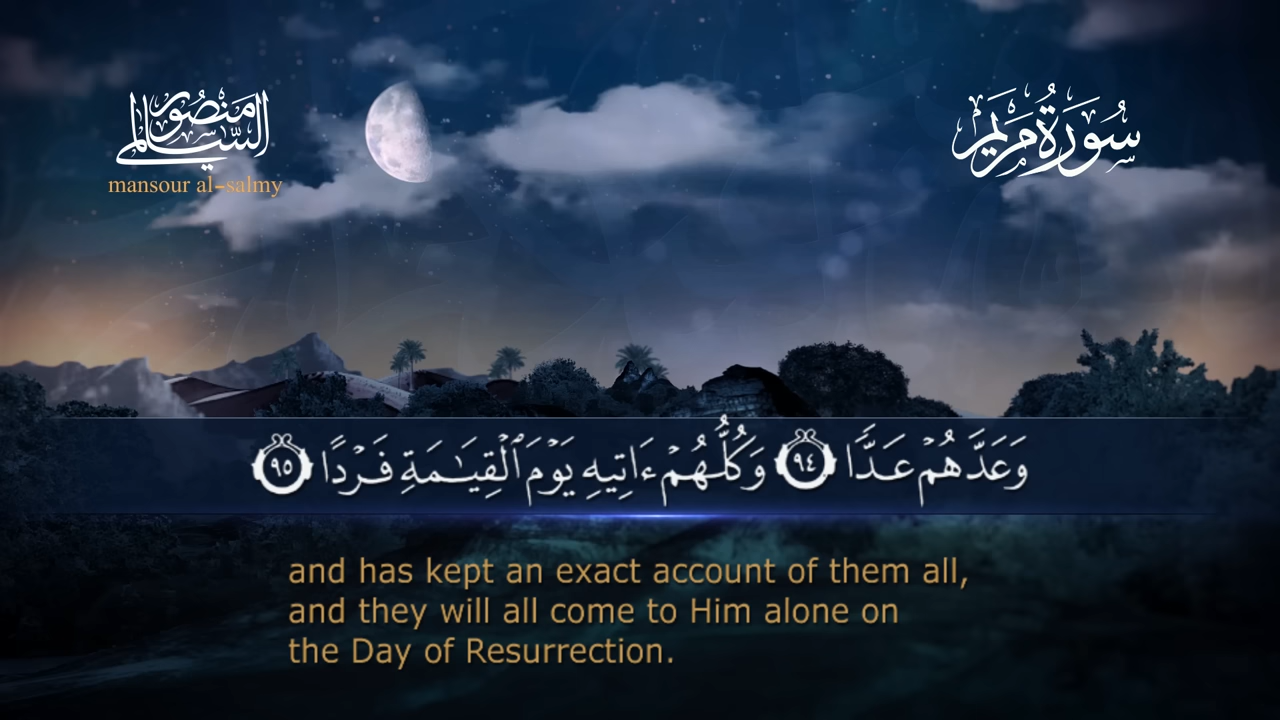 منصور السالمي
mansour al-salmy
سُورَةُ مَرْيَم
وَعَدَّهُمْ عَدًّا ٩٤ وَكُلُّهُمْ ءَاتِيهِ يَوْمَ ٱلْقِيَـٰمَةِ فَرْدًا ٩٥
and has kept an exact account of them all,
and they will all come to Him alone on
the Day of Resurrection.